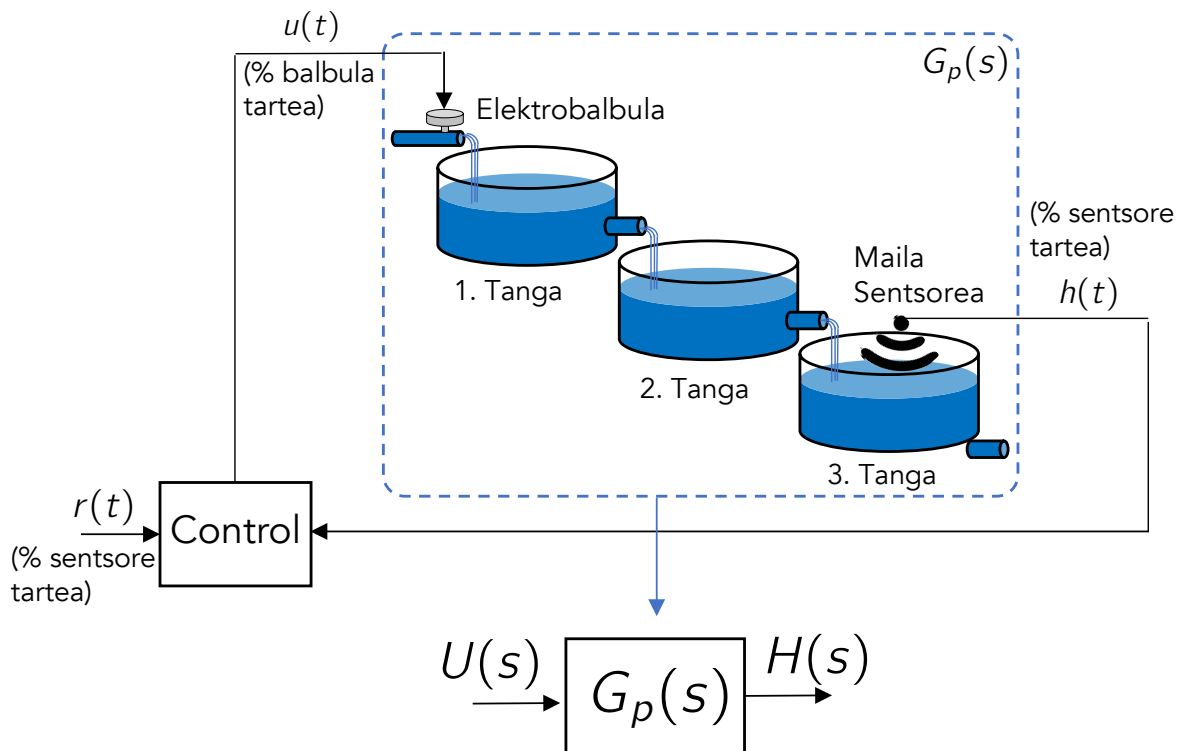 u(t)
(% balbula
tartea)
G_p(s)
Elektrobalbula
1. Tanga
2. Tanga
3. Tanga
Maila
Sentsorea
(% sentsore
tartea)
h(t)
r(t)
(% sentsore
tartea)
Control
U(s)
G_p(s)
H(s)